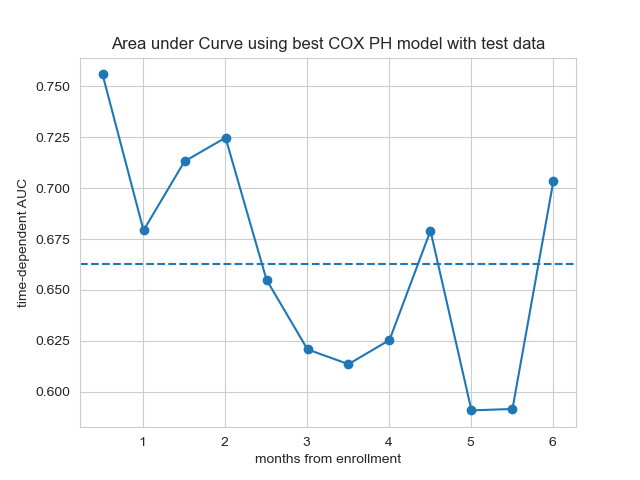 Area under Curve using best COX PH model with test data
time-dependent AUC
0.750
0.725
0.700
0.675
0.650
0.625
0.600
1 2 3 4 5 6
months from enrollment